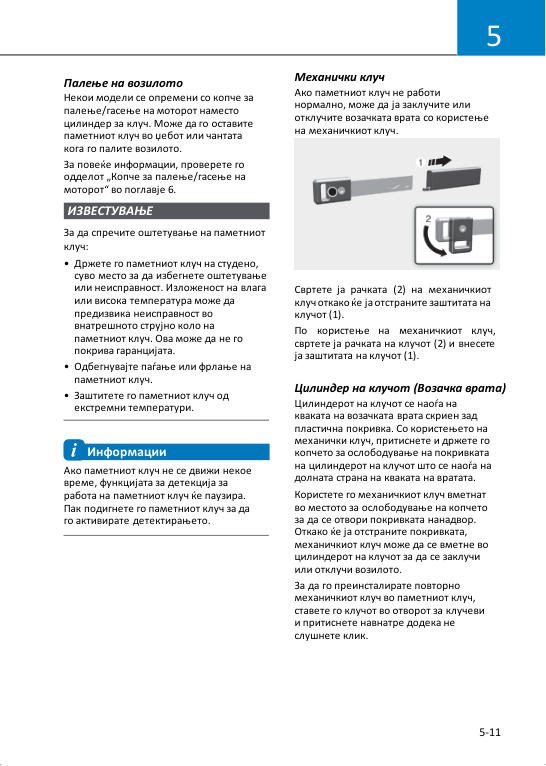 5
Палење на возилото
Некои модели се опремени со копче за
палење/гасење на моторот наместо
цилиндер за клуч. Може да го оставите
паметниот клуч во џебот или чантата
кога го палите возилото.
За повеќе информации, проверете го
одделот „Копче за палење/гасење на
моторот“ во поглавје 6.
ИЗВЕСТУВАЊЕ
За да спречите оштетување на паметниот
клуч:
• Држете го паметниот клуч на студено,
суво место за да избегнете оштетување
или неисправност. Изложеност на влага
или висока температура може да
предизвика неисправност во
внатрешното струјно коло на
паметниот клуч. Ова може да не го
покрива гаранцијата.
• Одбегнувајте паѓање или фрлање на
паметниот клуч.
• Заштитете го паметниот клуч од
екстремни температури.
i Информации
Ако паметниот клуч не се движи некое
време, функцијата за детекција за
работа на паметниот клуч ќе паузира.
Пак подигнете го паметниот клуч за да
го активирате детектирањето.
Механички клуч
Ако паметниот клуч не работи
нормално, може да ја заклучите или
отклучите возачката врата со користење
на механичкиот клуч.
1
2
Свртете ја рачката (2) на механичкиот
клуч откако ќе ја отстраните заштитата на
клучот (1).
По користење на механичкиот клуч,
свртете ја рачката на клучот (2) и внесете
ја заштитата на клучот (1).
Цилиндер на клучот (Возачка врата)
Цилиндерот на клучот се наоѓа на
кваката на возачката врата скриен зад
пластична покривка. Со користењето на
механички клуч, притиснете и држете го
копчето за ослободување на покривката
на цилиндерот на клучот што се наоѓа на
долната страна на кваката на вратата.
Користете го механичкиот клуч вметнат
во местото за ослободување на копчето
за да се отвори покривката нанадвор.
Откако ќе ја отстраните покривката,
механичкиот клуч може да се вметне во
цилиндерот на клучот за да се заклучи
или отклучи возилото.
За да го преинсталирате повторно
механичкиот клуч во паметниот клуч,
ставете го клучот во отворот за клучеви
и притиснете навнатре додека не
слушнете клик.
5-11